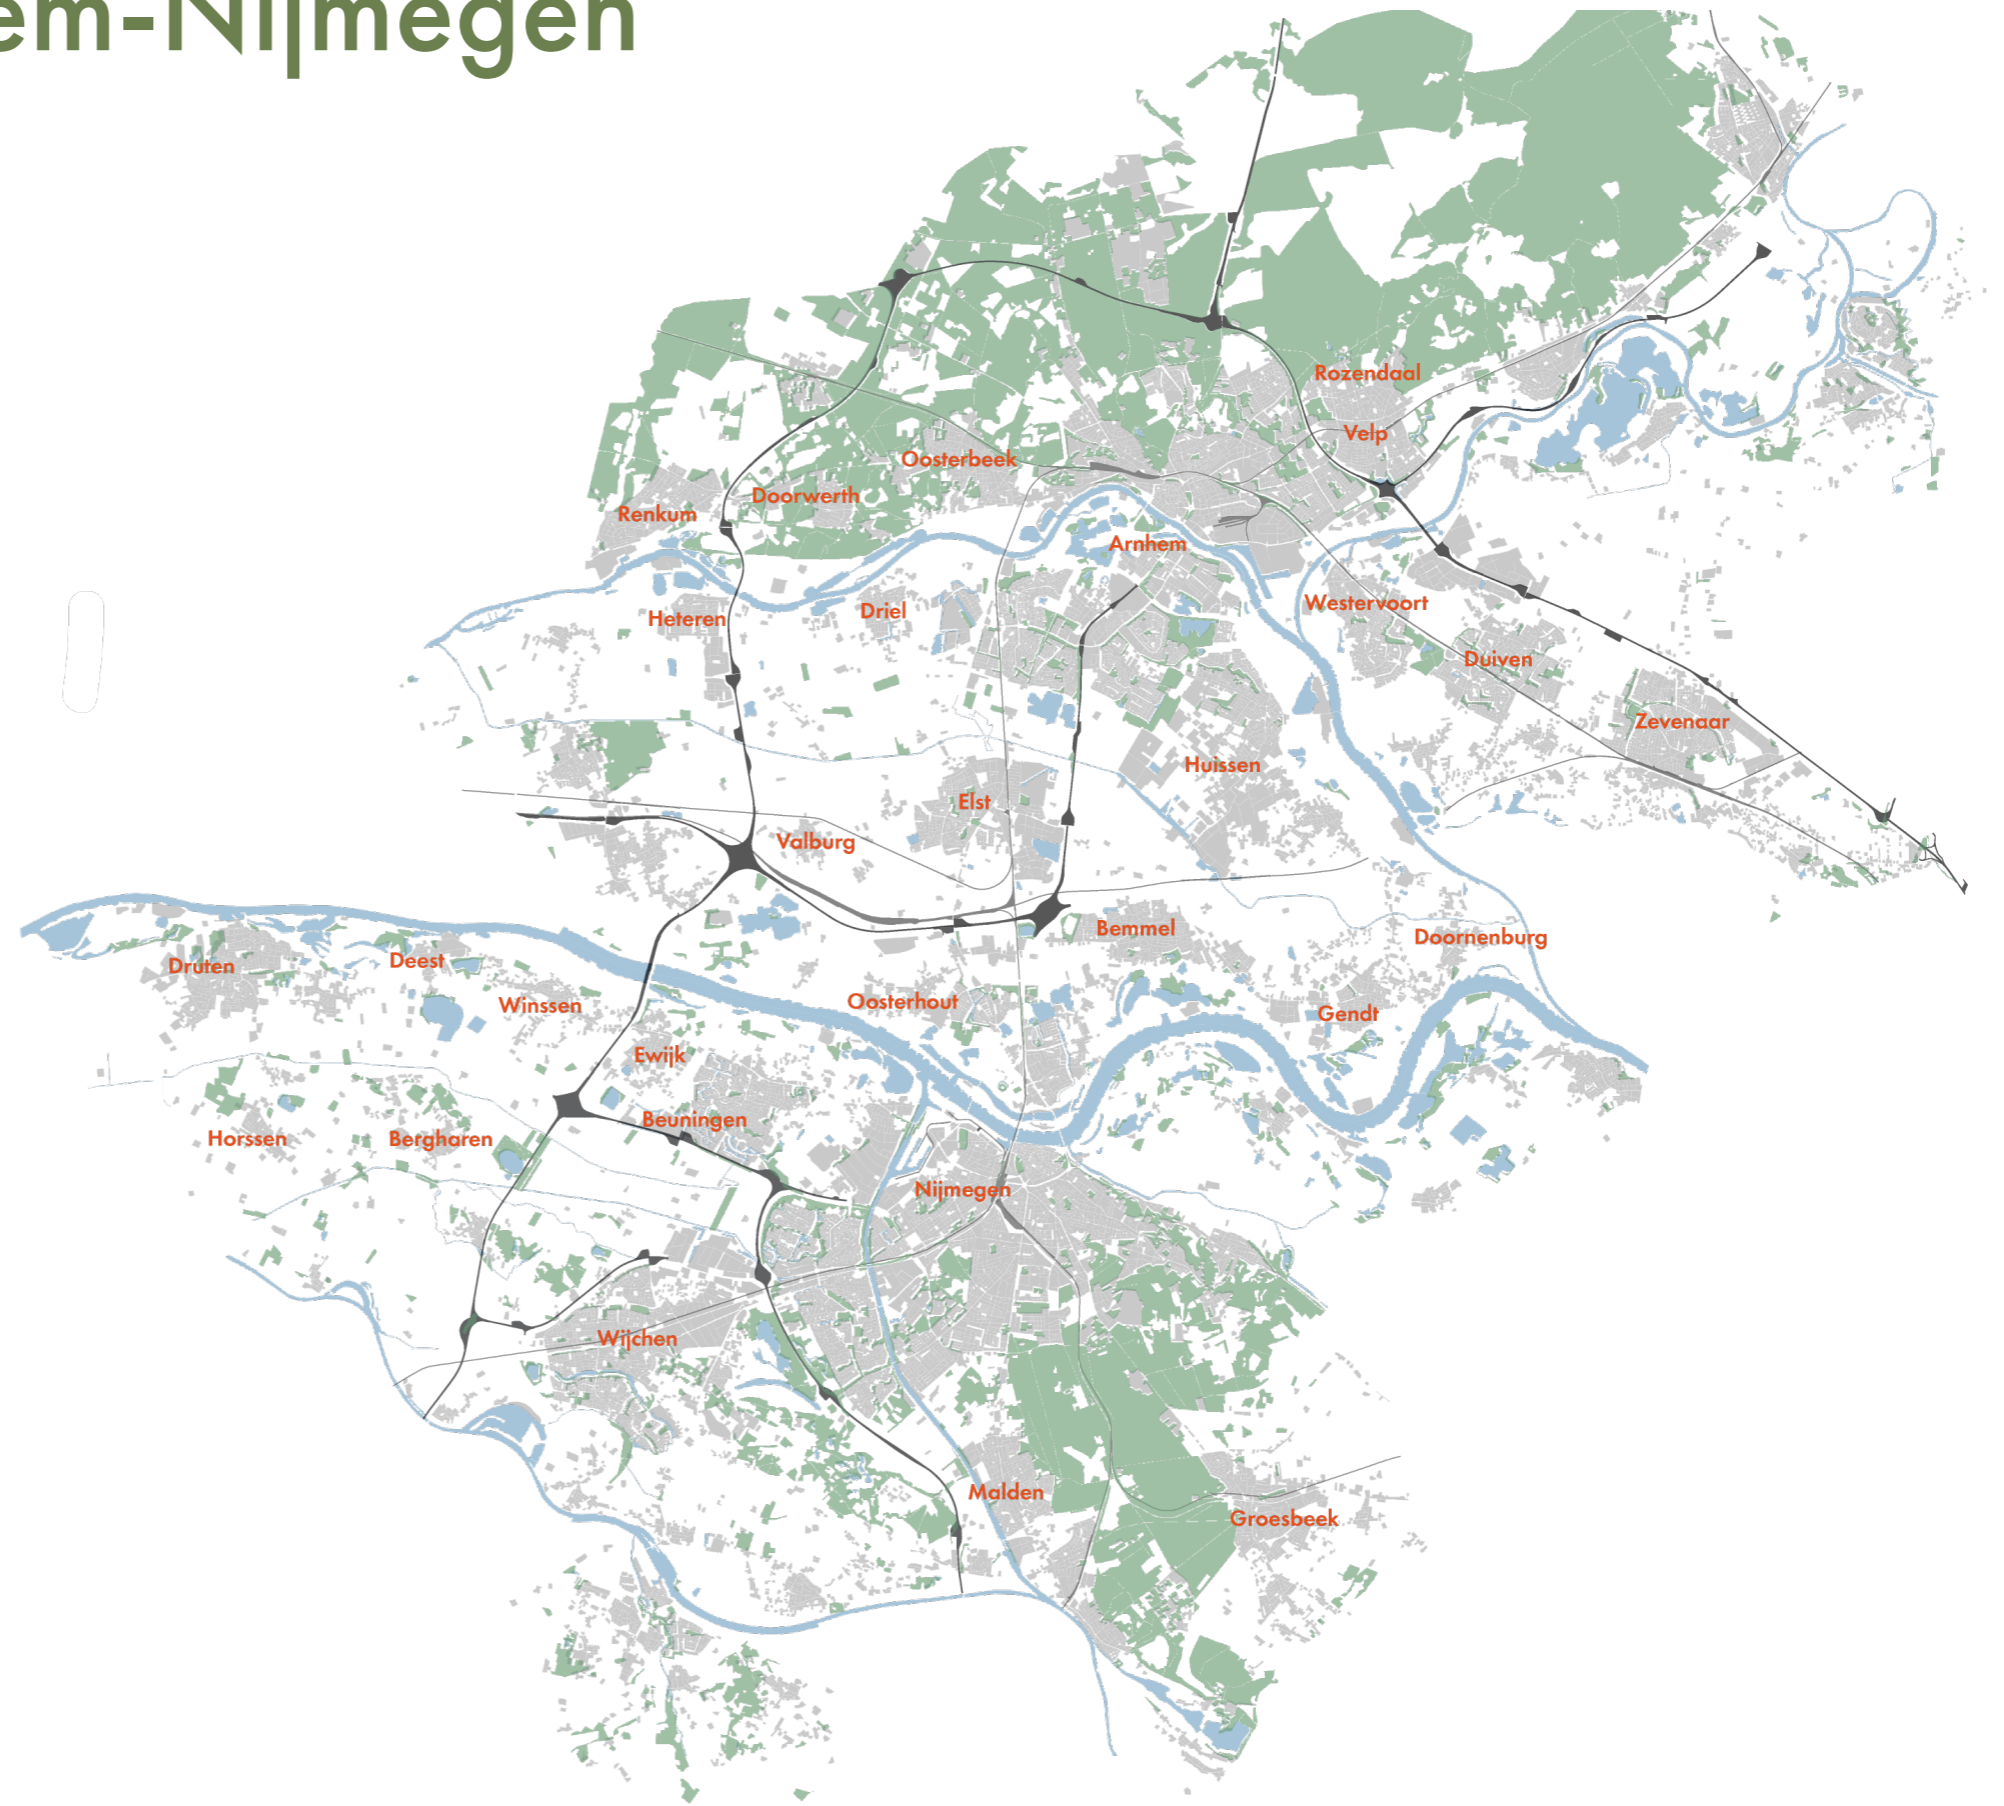 em-Nijmegen
Rozendaal
Velp
Oosterbeek
Doorwerth
Renkum
Arnhem
Westervoort
Driel
Heteren
Duiven
Zevenaar
Huissen
Elst
Valburg
Bemmel
Doornenburg
Deest
Druten
Oosterhout
Winssen
Gendt
Ewijk
Beuningen
Horssen
Bergharen
Nijmegen
Wijchen
Malden
Groesbeek